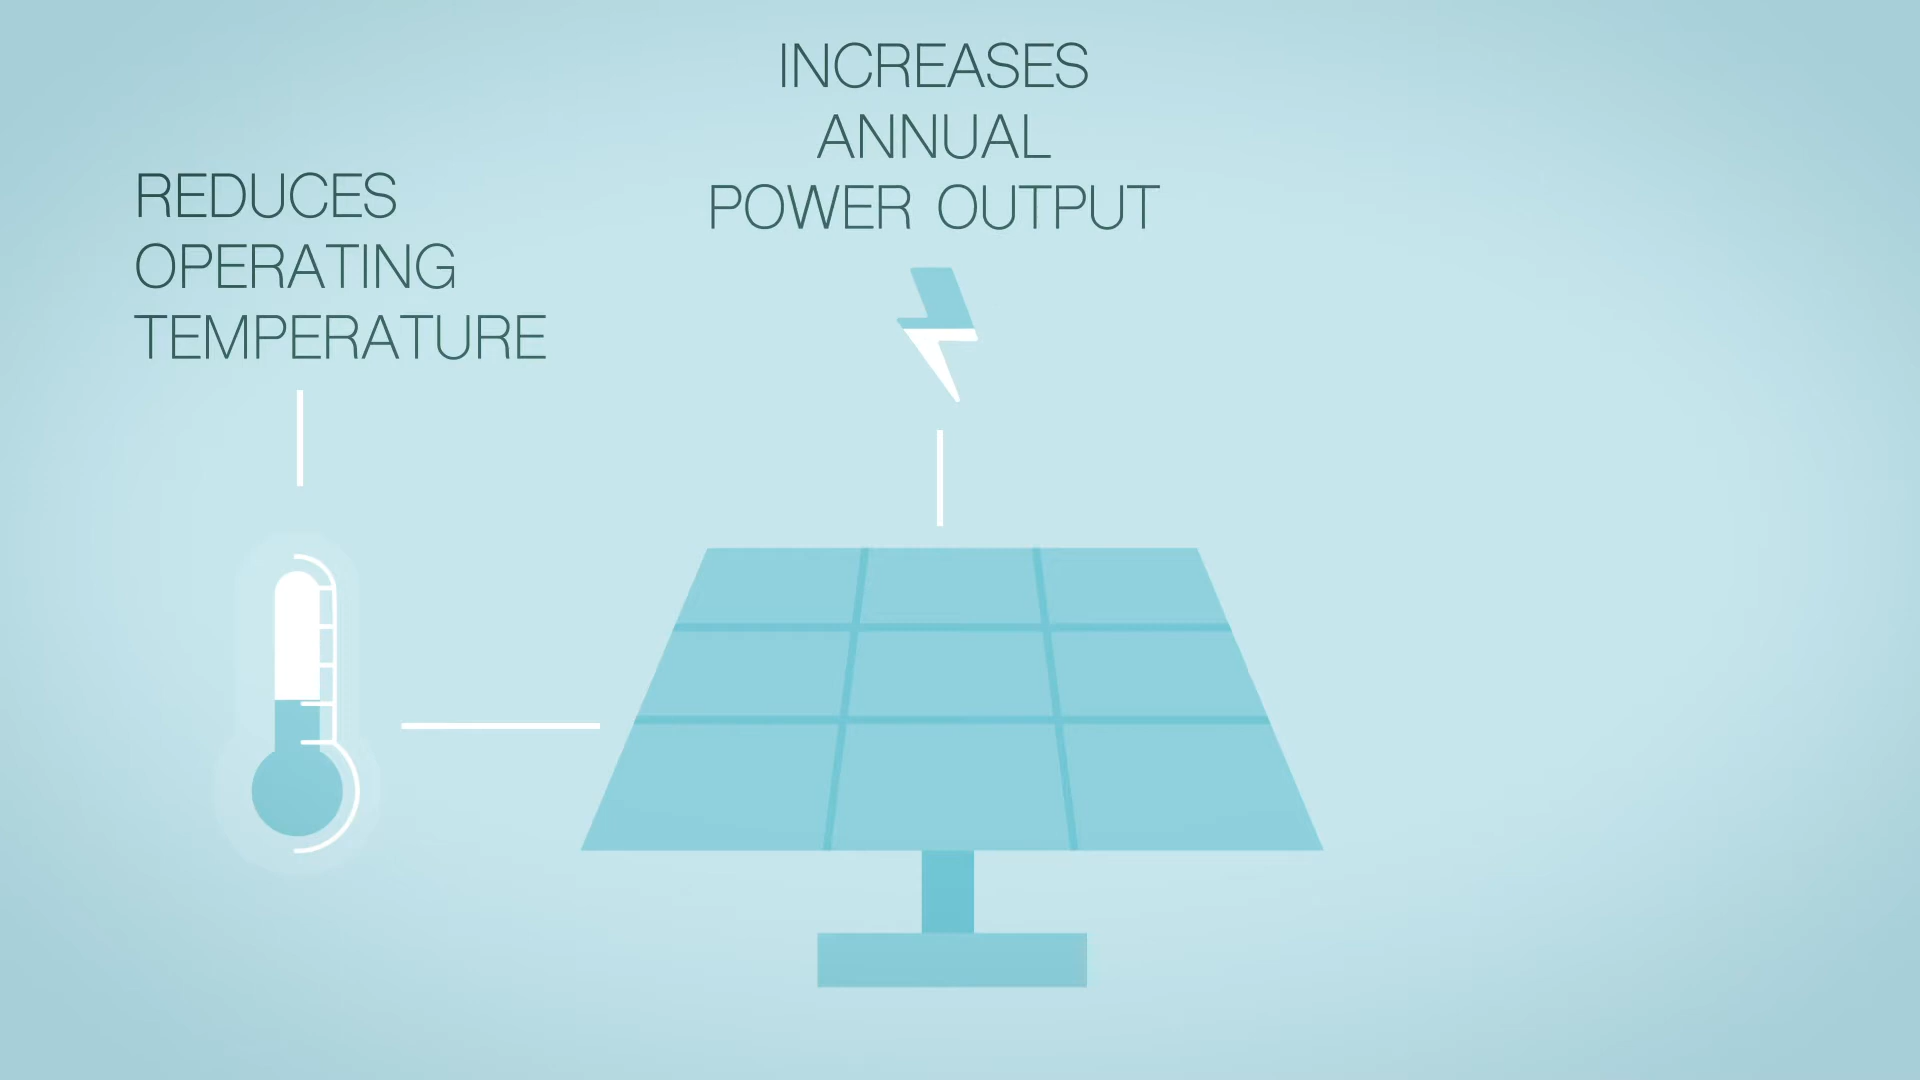 INCREASES
ANNUAL
POWER OUTPUT
REDUCES
OPERATING
TEMPERATURE